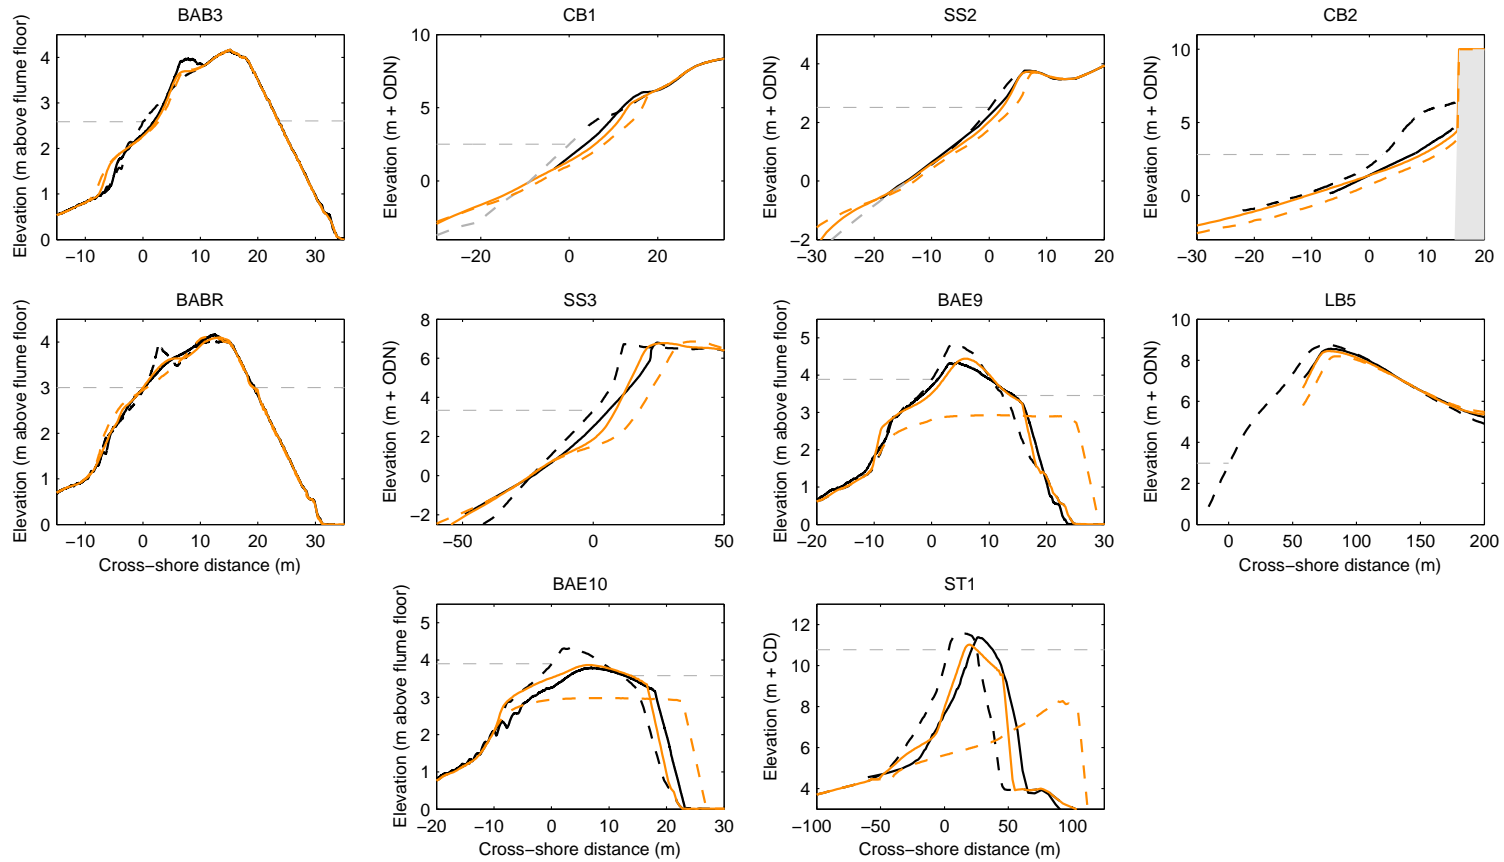 BAB3
Elevation (m above flume floor)
4
3
2
1
0
−10 0 10 20 30
CB1
Elevation (m + ODN)
10
5
0
0 20
SS2
Elevation (m + ODN)
4
2
0
−2
−30 −20 −10 0 10 20
CB2
Elevation (m + ODN)
10
5
0
−30 −20 −10 0 10 20
BABR
Elevation (m above flume floor)
4
3
2
1
0
−10 0 10 20 30
Cross−shore distance (m)
SS3
Elevation (m + ODN)
8
6
4
2
0
−2
−50 0 50
BAE9
Elevation (m above flume floor)
5
4
3
2
1
0
−20 −10 0 10 20 30
LB5
Elevation (m + ODN)
10
8
6
4
2
0
0 50 100 150 200
Cross−shore distance (m)
BAE10
Elevation (m above flume floor)
5
4
3
2
1
0
−20 −10 0 10 20 30
Cross−shore distance (m)
ST1
Elevation (m + CD)
12
10
8
6
4
−100 −50 0 50 100
Cross−shore distance (m)